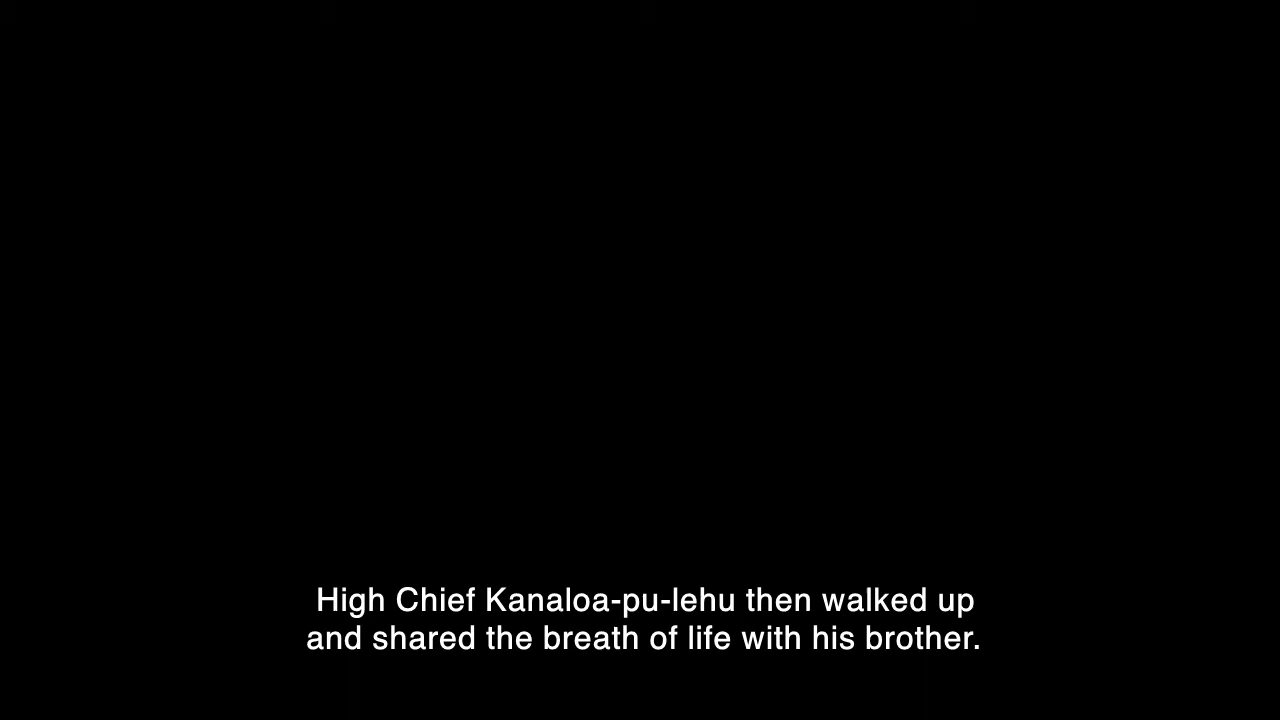 High Chief Kanaloa-pu-lehu then walked up
and shared the breath of life with his brother.